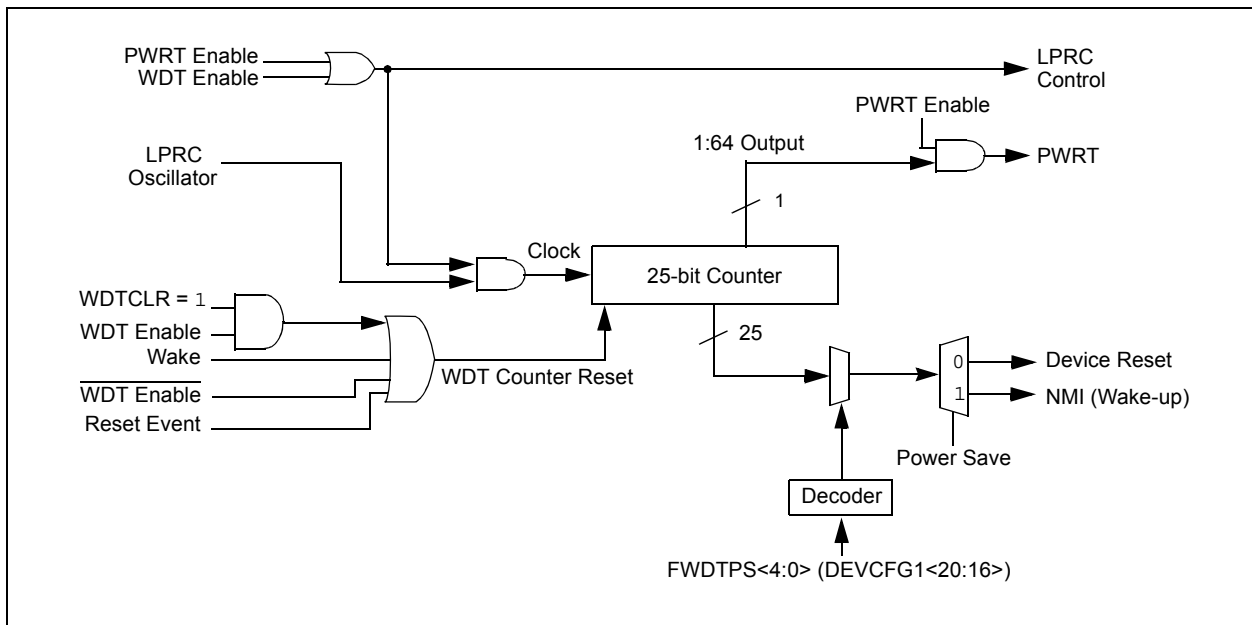 PWRT Enable
WDT Enable
LPRC
Control
PWRT Enable
1:64 Output
LPRC
Oscillator
PWRT
1
Clock
25-bit Counter
WDTCLR = 1
WDT Enable
Wake
WDT Enable
Reset Event
WDT Counter Reset
25
0
1
Device Reset
NMI (Wake-up)
Power Save
Decoder
FWDTPS<4:0> (DEVCFG1<20:16>)